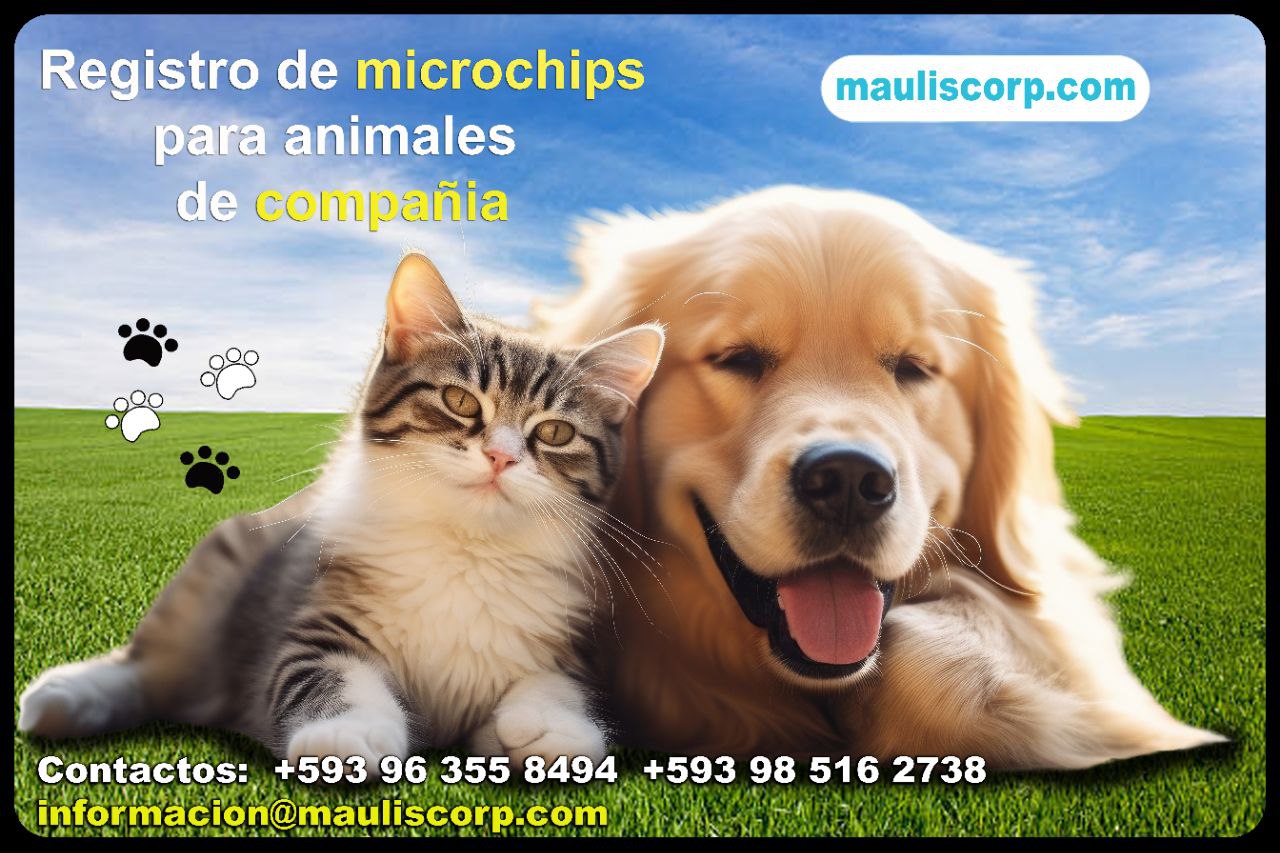 Registro de microchips
para animales
de compañia
mauliscorp.com
Contactos: +593 96 355 8494 +593 98 516 2738
informacion@mauliscorp.com